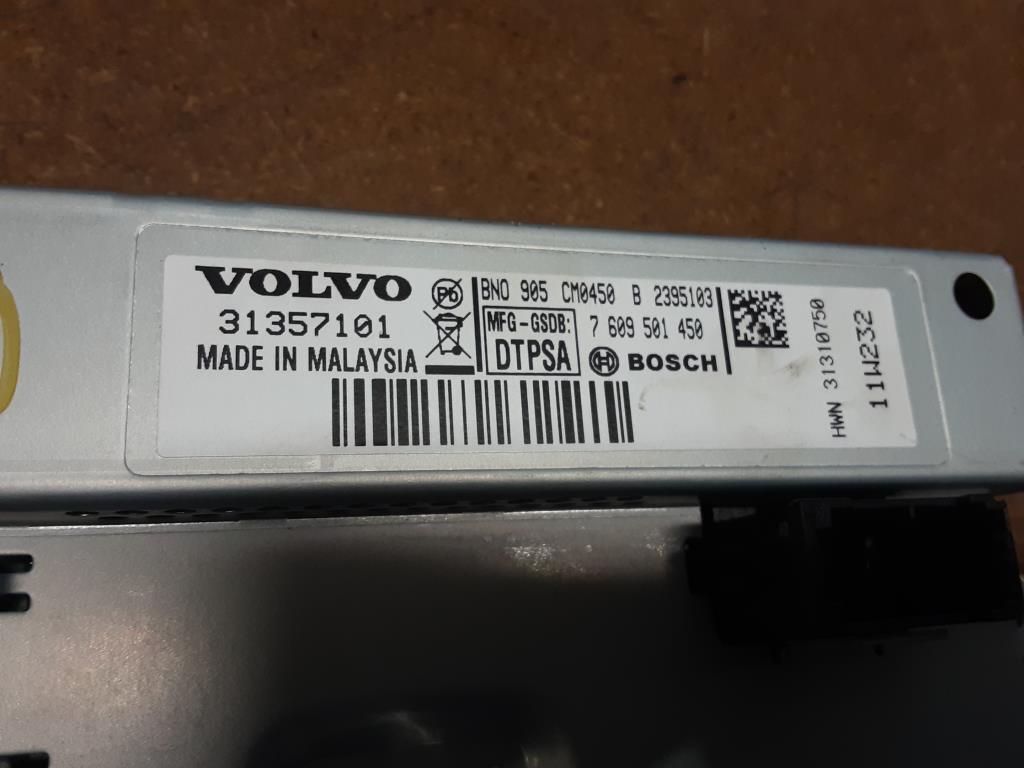 VOLVO
31357101
MADE IN MALAYSIA
Pb
BNO 905 CM0450 B 2395103
MFG-GSDB:
DTPSA
7 609 501 450
BOSCH
HWN 31310750
11W232